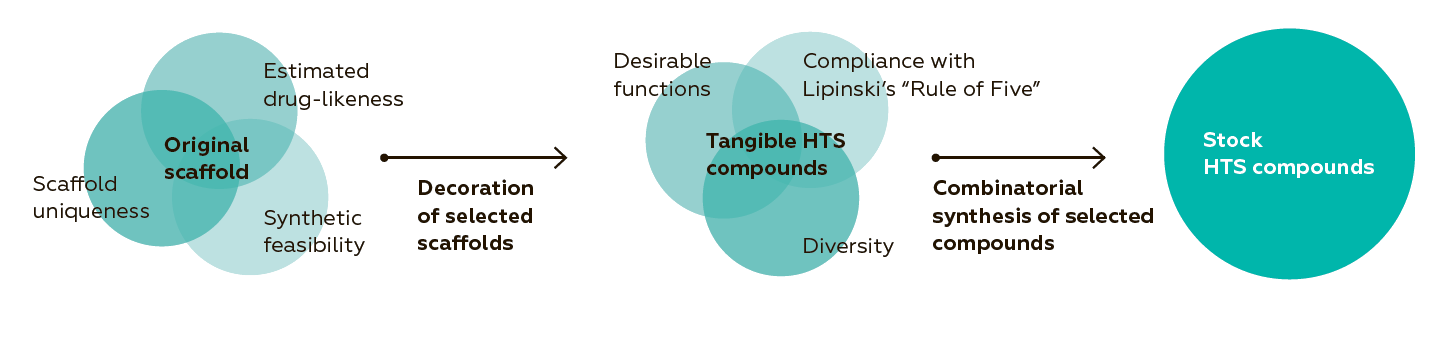 Estimated
drug-likeness
Original
scaffold
Scaffold
uniqueness
Synthetic
feasibility
Decoration
of selected
scaffolds
Desirable
functions
Compliance with
Lipinski’s “Rule of Five”
Tangible HTS
compounds
Diversity
Combinatorial
synthesis of selected
compounds
Stock
HTS compounds